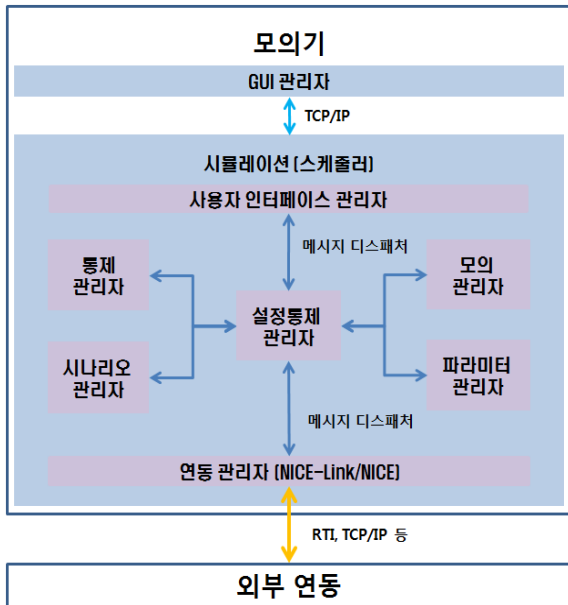 모의기
GUI 관리자
TCP/IP
시뮬레이션 (스케줄러)
사용자 인터페이스 관리자
메시지 디스패처
통제
관리자
모의
관리자
설정통제
관리자
시나리오
관리자
파라미터
관리자
메시지 디스패처
연동 관리자 (NICE-Link/NICE)
RTI, TCP/IP 등
외부 연동